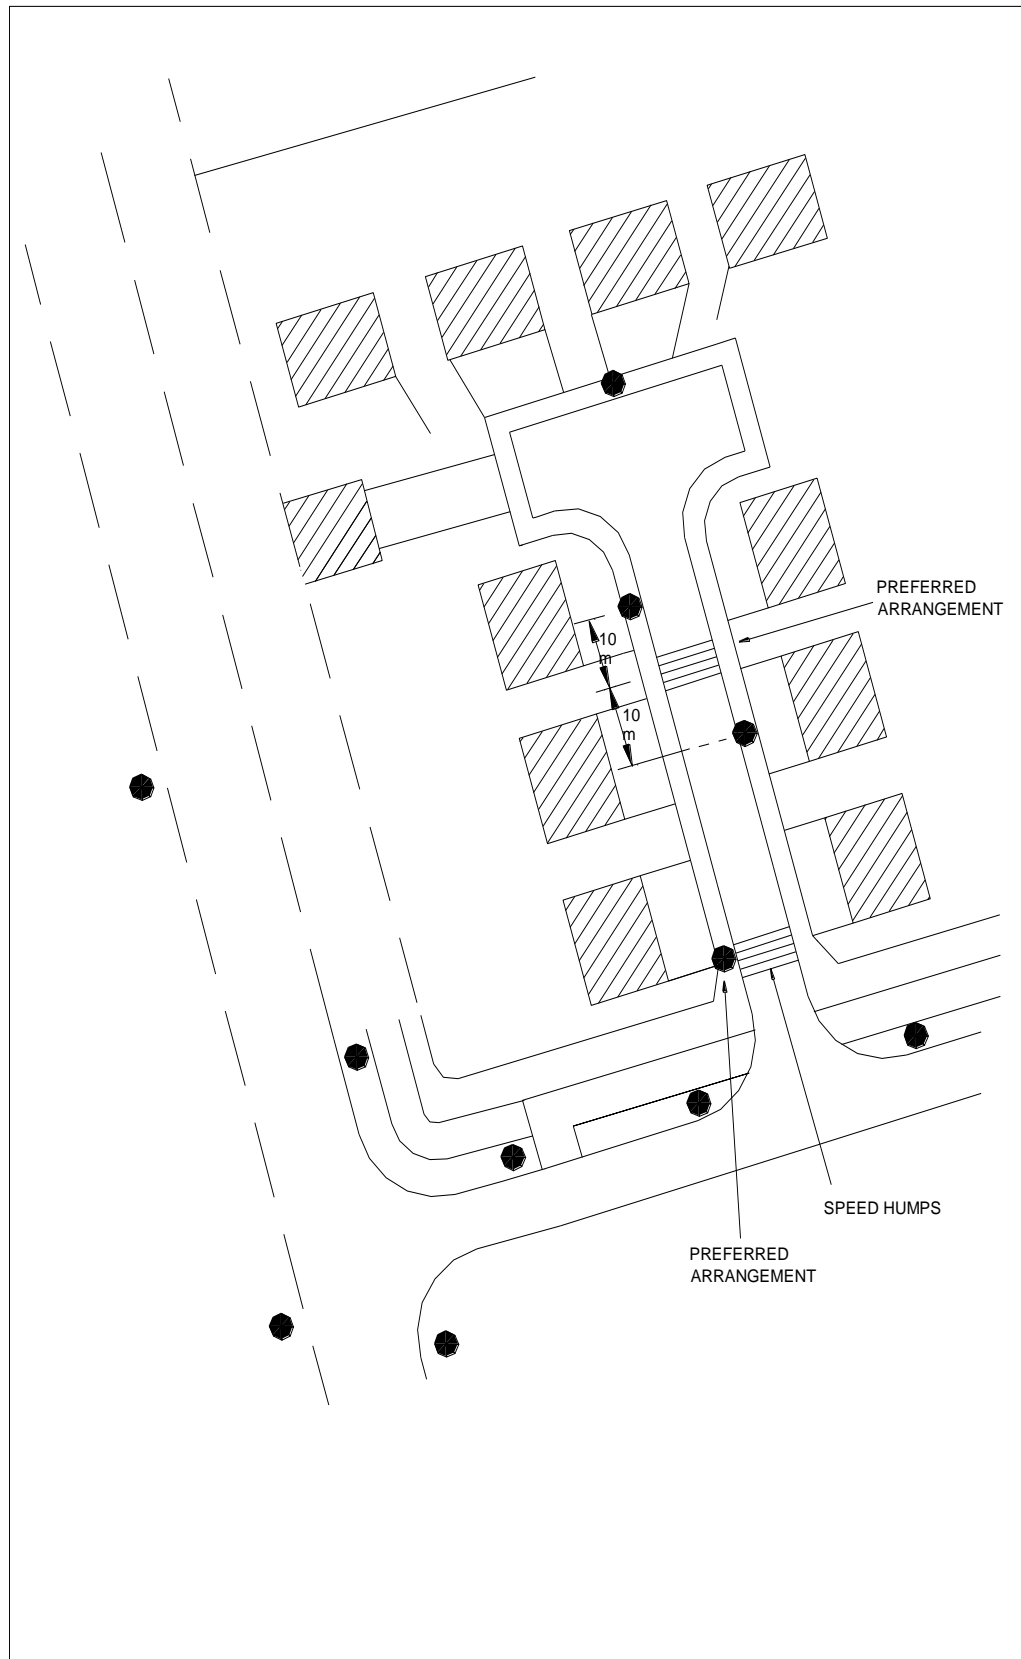 PREFERRED
ARRANGEMENT
10
m
10
m
SPEED HUMPS
PREFERRED
ARRANGEMENT